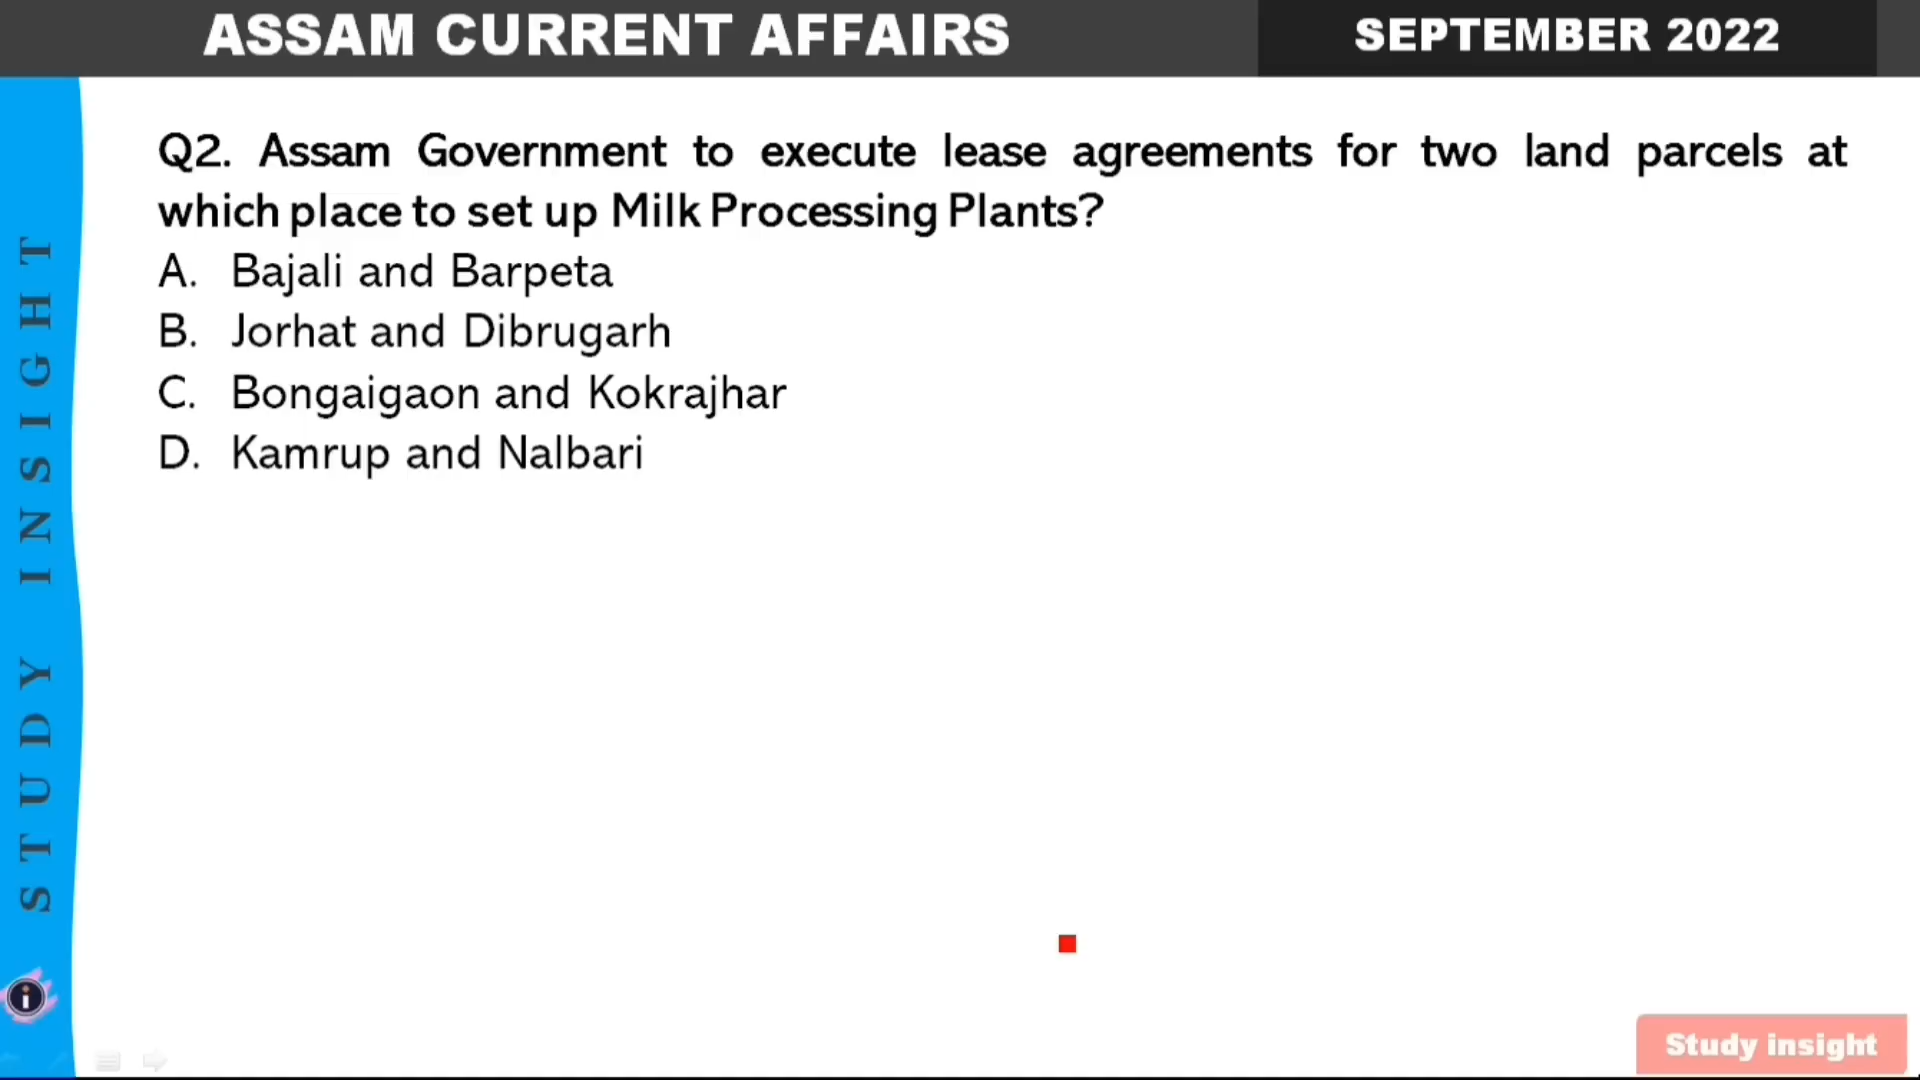 ASSAM CURRENT AFFAIRS
SEPTEMBER 2022
Q2. Assam Government to execute lease agreements for two land parcels at
which place to set up Milk Processing Plants?
A. Bajali and Barpeta
B. Jorhat and Dibrugarh
C. Bongaigaon and Kokrajhar
D. Kamrup and Nalbari
STUDY INSIGHT
i
Study insight